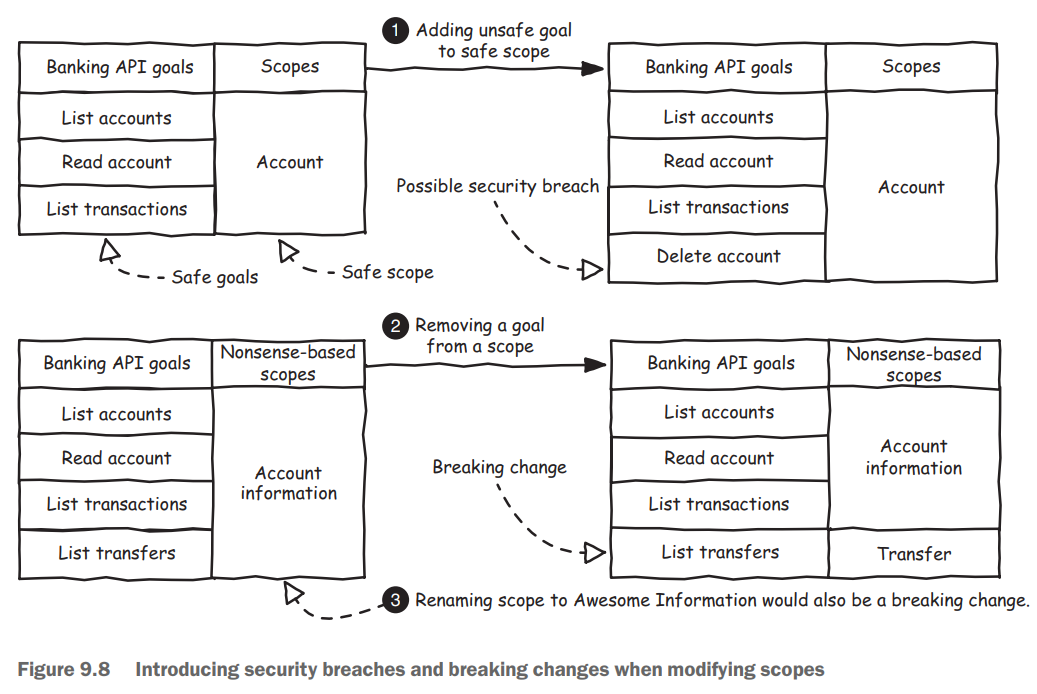 1 Adding unsafe goal
to safe scope
Banking API goals
Scopes
List accounts
Read account
List transactions
Account
Safe goals
Safe scope
Banking API goals
Scopes
List accounts
Read account
List transactions
Delete account
Account
Possible security breach
2 Removing a goal
from a scope
Banking API goals
Nonsense-based
scopes
List accounts
Read account
List transactions
List transfers
Account
information
Banking API goals
Nonsense-based
scopes
List accounts
Read account
List transactions
List transfers
Account
information
Transfer
Breaking change
3 Renaming scope to Awesome Information would also be a breaking change.
Figure 9.8 Introducing security breaches and breaking changes when modifying scopes